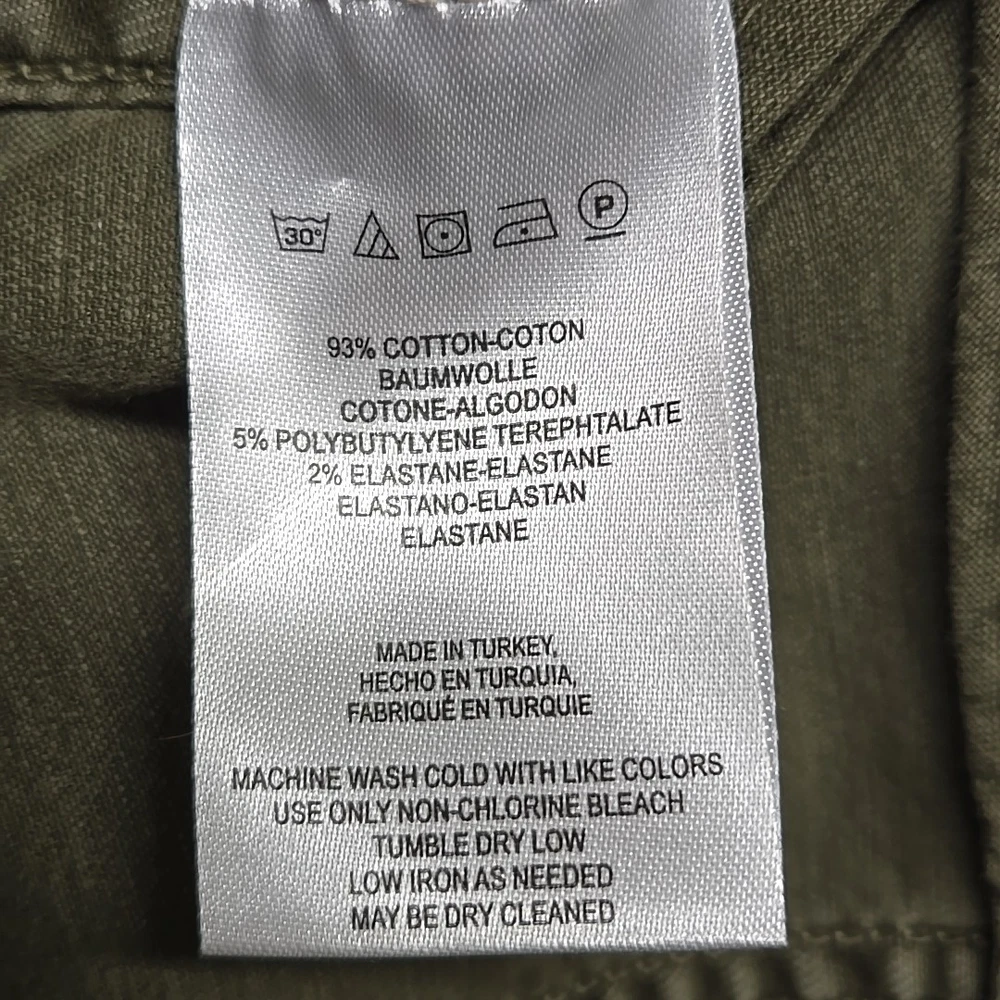 30°
P
93% COTTON-COTON
BAUMWOLLE
COTONE-ALGODON
5% POLYBUTYLYENE TEREPHTALATE
2% ELASTANE-ELASTANE
ELASTANO-ELASTAN
ELASTANE
MADE IN TURKEY,
HECHO EN TURQUIA,
FABRIQUÉ EN TURQUIE
MACHINE WASH COLD WITH LIKE COLORS
USE ONLY NON-CHLORINE BLEACH
TUMBLE DRY LOW
LOW IRON AS NEEDED
MAY BE DRY CLEANED